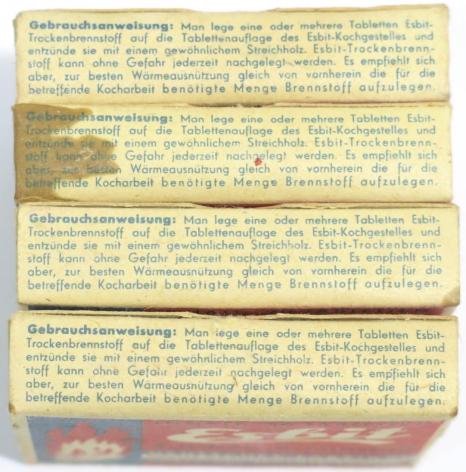 Gebrauchsanweisung: Man lege eine oder mehrere Tabletten Esbit-
Trockenbrennstoff auf die Tablettenauflage des Esbit-Kochgestelles und
entzünde sie mit einem gewöhnlichem Streichholz. Esbit-Trockenbrenn-
stoff kann ohne Gefahr jederzeit nachgelegt werden. Es empfiehlt sich
aber, zur besten Wärmeausnützung gleich von vornherein die für die
betreffende Kocharbeit benötigte Menge Brennstoff aufzulegen.
Gebrauchsanweisung: Man lege eine oder mehrere Tabletten Esbit-
Trockenbrennstoff auf die Tablettenauflage des Esbit-Kochgestelles und
entzünde sie mit einem gewöhnlichem Streichholz. Esbit-Trockenbrenn-
stoff kann ohne Gefahr jederzeit nachgelegt werden. Es empfiehlt sich
aber, zur besten Wärmeausnützung gleich von vornherein die für die
betreffende Kocharbeit benötigte Menge Brennstoff aufzulegen.
Gebrauchsanweisung: Man lege eine oder mehrere Tabletten Esbit-
Trockenbrennstoff auf die Tablettenauflage des Esbit-Kochgestelles und
entzünde sie mit einem gewöhnlichem Streichholz. Esbit-Trockenbrenn-
stoff kann ohne Gefahr jederzeit nachgelegt werden. Es empfiehlt sich
aber, zur besten Wärmeausnützung gleich von vornherein die für die
betreffende Kocharbeit benötigte Menge Brennstoff aufzulegen.
Gebrauchsanweisung: Man lege eine oder mehrere Tabletten Esbit-
Trockenbrennstoff auf die Tablettenauflage des Esbit-Kochgestelles und
entzünde sie mit einem gewöhnlichem Streichholz. Esbit-Trockenbrenn-
stoff kann ohne Gefahr jederzeit nachgelegt werden. Es empfiehlt sich
aber, zur besten Wärmeausnützung gleich von vornherein die für die
betreffende Kocharbeit benötigte Menge Brennstoff aufzulegen.
Esbit